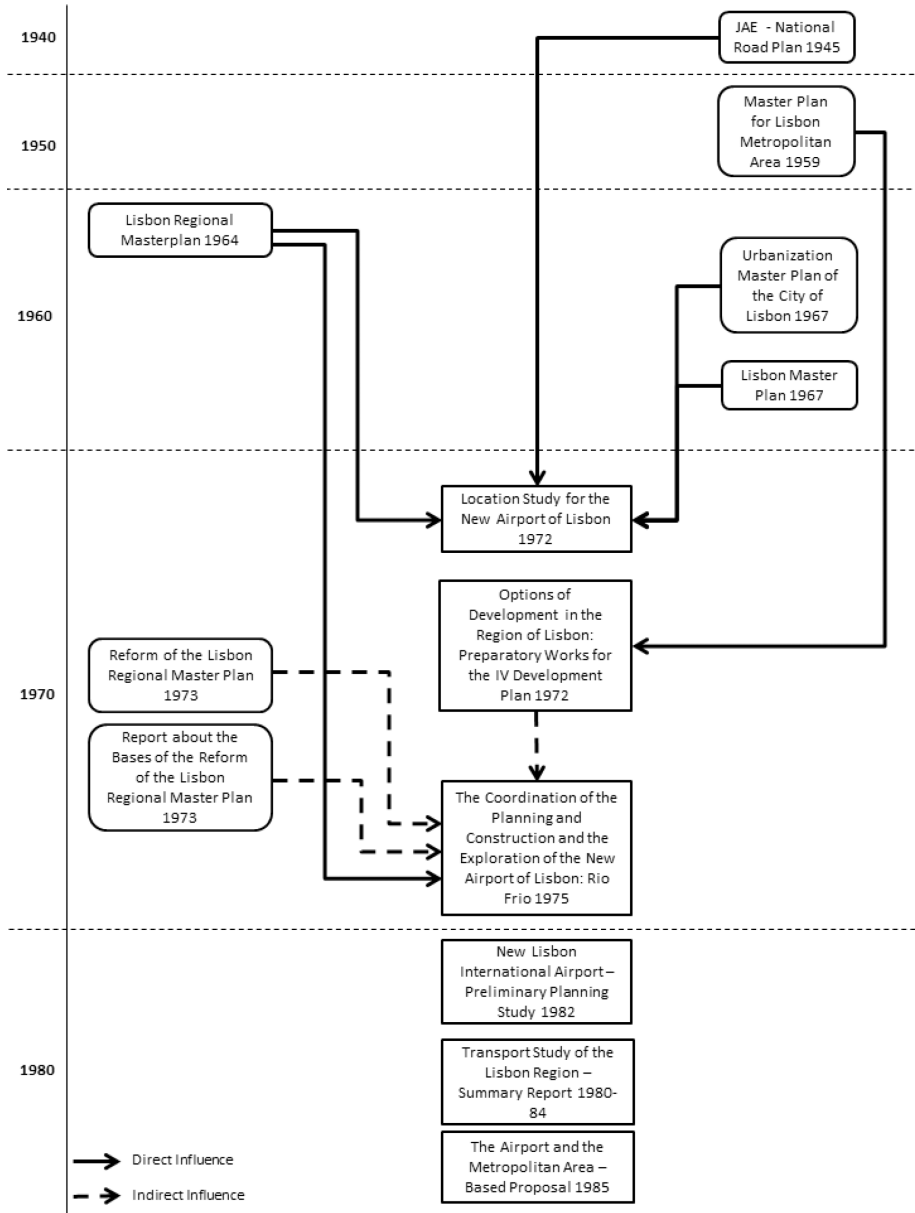 1940
JAE - National
Road Plan 1945
1950
Master Plan
for Lisbon
Metropolitan
Area 1959
Lisbon Regional
Masterplan 1964
1960
Urbanization
Master Plan of
the City of
Lisbon 1967
Lisbon Master
Plan 1967
Location Study for the
New Airport of Lisbon
1972
Options of
Development in the
Region of Lisbon:
Preparatory Works for
the IV Development
Plan 1972
1970
Reform of the Lisbon
Regional Master Plan
1973
Report about the
Bases of the Reform
of the Lisbon
Regional Master Plan
1973
The Coordination of the
Planning and
Construction and the
Exploration of the New
Airport of Lisbon: Rio
Frio 1975
New Lisbon
International Airport –
Preliminary Planning
Study 1982
1980
Transport Study of the
Lisbon Region –
Summary Report 1980-
84
The Airport and the
Metropolitan Area –
Based Proposal 1985
Direct Influence
Indirect Influence